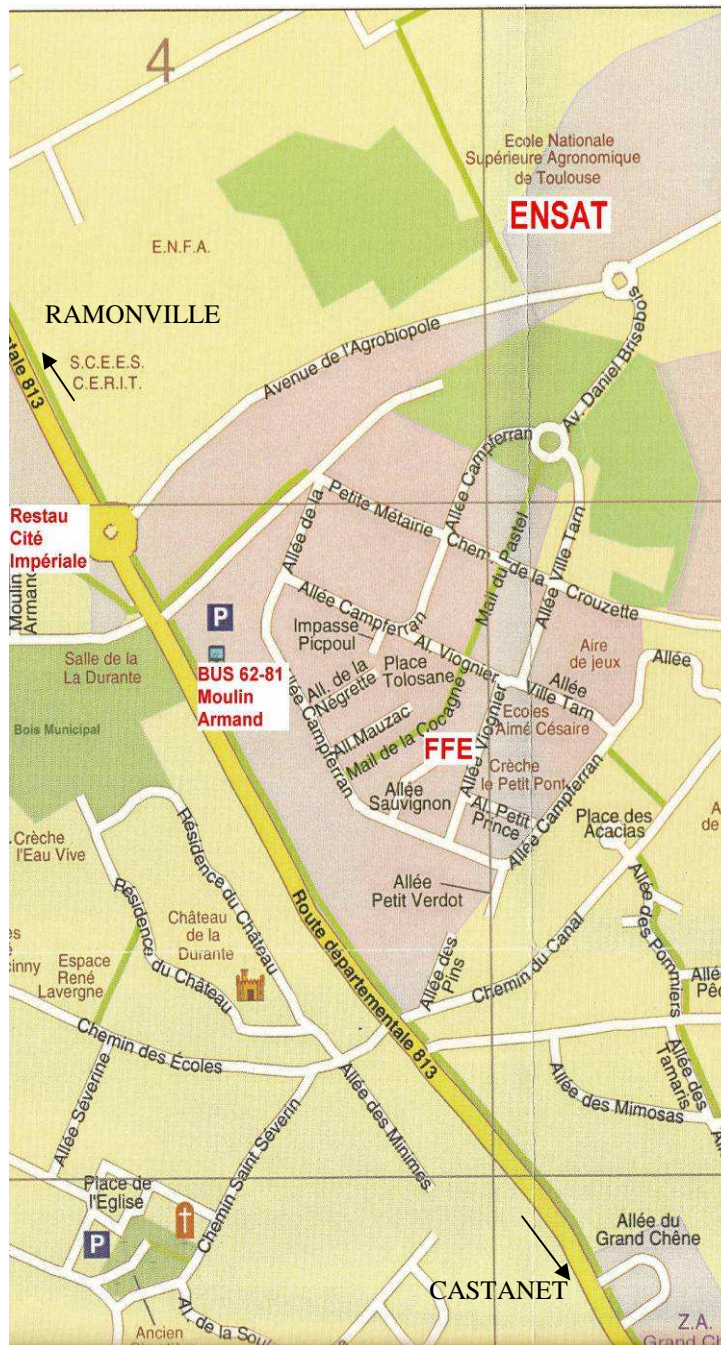 4
Ecole Nationale
Supérieure Agronomique
de Toulouse
ENSAT
E.N.F.A.
RAMONVILLE
S.C.E.E.S.
C.E.R.I.T.
tale 813
Avenue de l'Agrobiopole
Av. Daniel Brisebois
Allée Campferran
Restau
Cité
Impériale
Moulin
Armand
Allée de la
Petite Métairie
Chem. de la
Crouzette
Mail du Pastel
Allée Ville Tarn
Allée Campferran
Impasse
Picpoul
Al. Viognier
Aire
de jeux
Allée
P
BUS 62-81
Moulin
Armand
Salle de la
La Durante
Bois Municipal
All. de la
Négrette
Place
Tolosane
Allée
Ville Tarn
All.Mauzac
Mail de la Cocagne
FFE
Allée Viognier
Ecoles
Aimé Césaire
Allée Campferran
Allée
Sauvignon
Crèche
le Petit Pont
Al. Petit
Prince
Allée Campferran
Place des
Acacias
Crèche
l'Eau Vive
Résidence du Château
Résidence du Château
Allée
Petit Verdot
Château
de la
Durante
Espace
René
Lavergne
cinny
Route départementale 813
Allée des
Pins
Chemin du Canal
Allée des
Pommiers
Allée
Pêc
Chemin des Écoles
Allée Séverine
Allée des Minimes
Allée des Mimosas
Allée des
Tamaris
Chemin Saint Séverin
Place de
l'Eglise
P
Allée du
Grand Chêne
CASTANET
Ancien
Al. de la Soul
Z.A.
Grand Ch